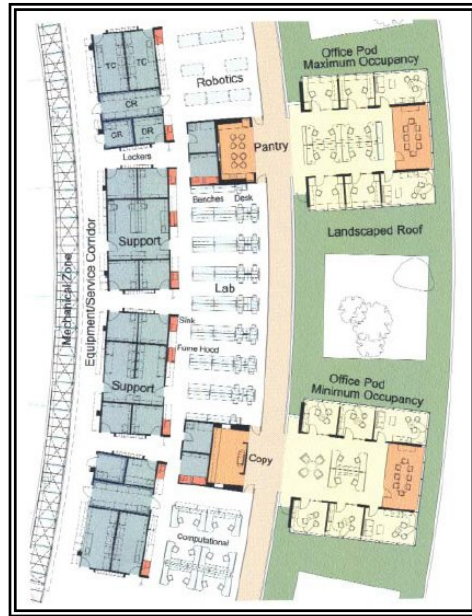 Office Pod
Maximum Occupancy
TC
TC
Robotics
CR
Pantry
DR
Lockers
Benches
Desk
Support
Landscaped Roof
Mechanical Zone
Equipment/Service Corridor
Lab
Sink
Fume Hood
Office Pod
Minimum Occupancy
Support
Copy
Computational